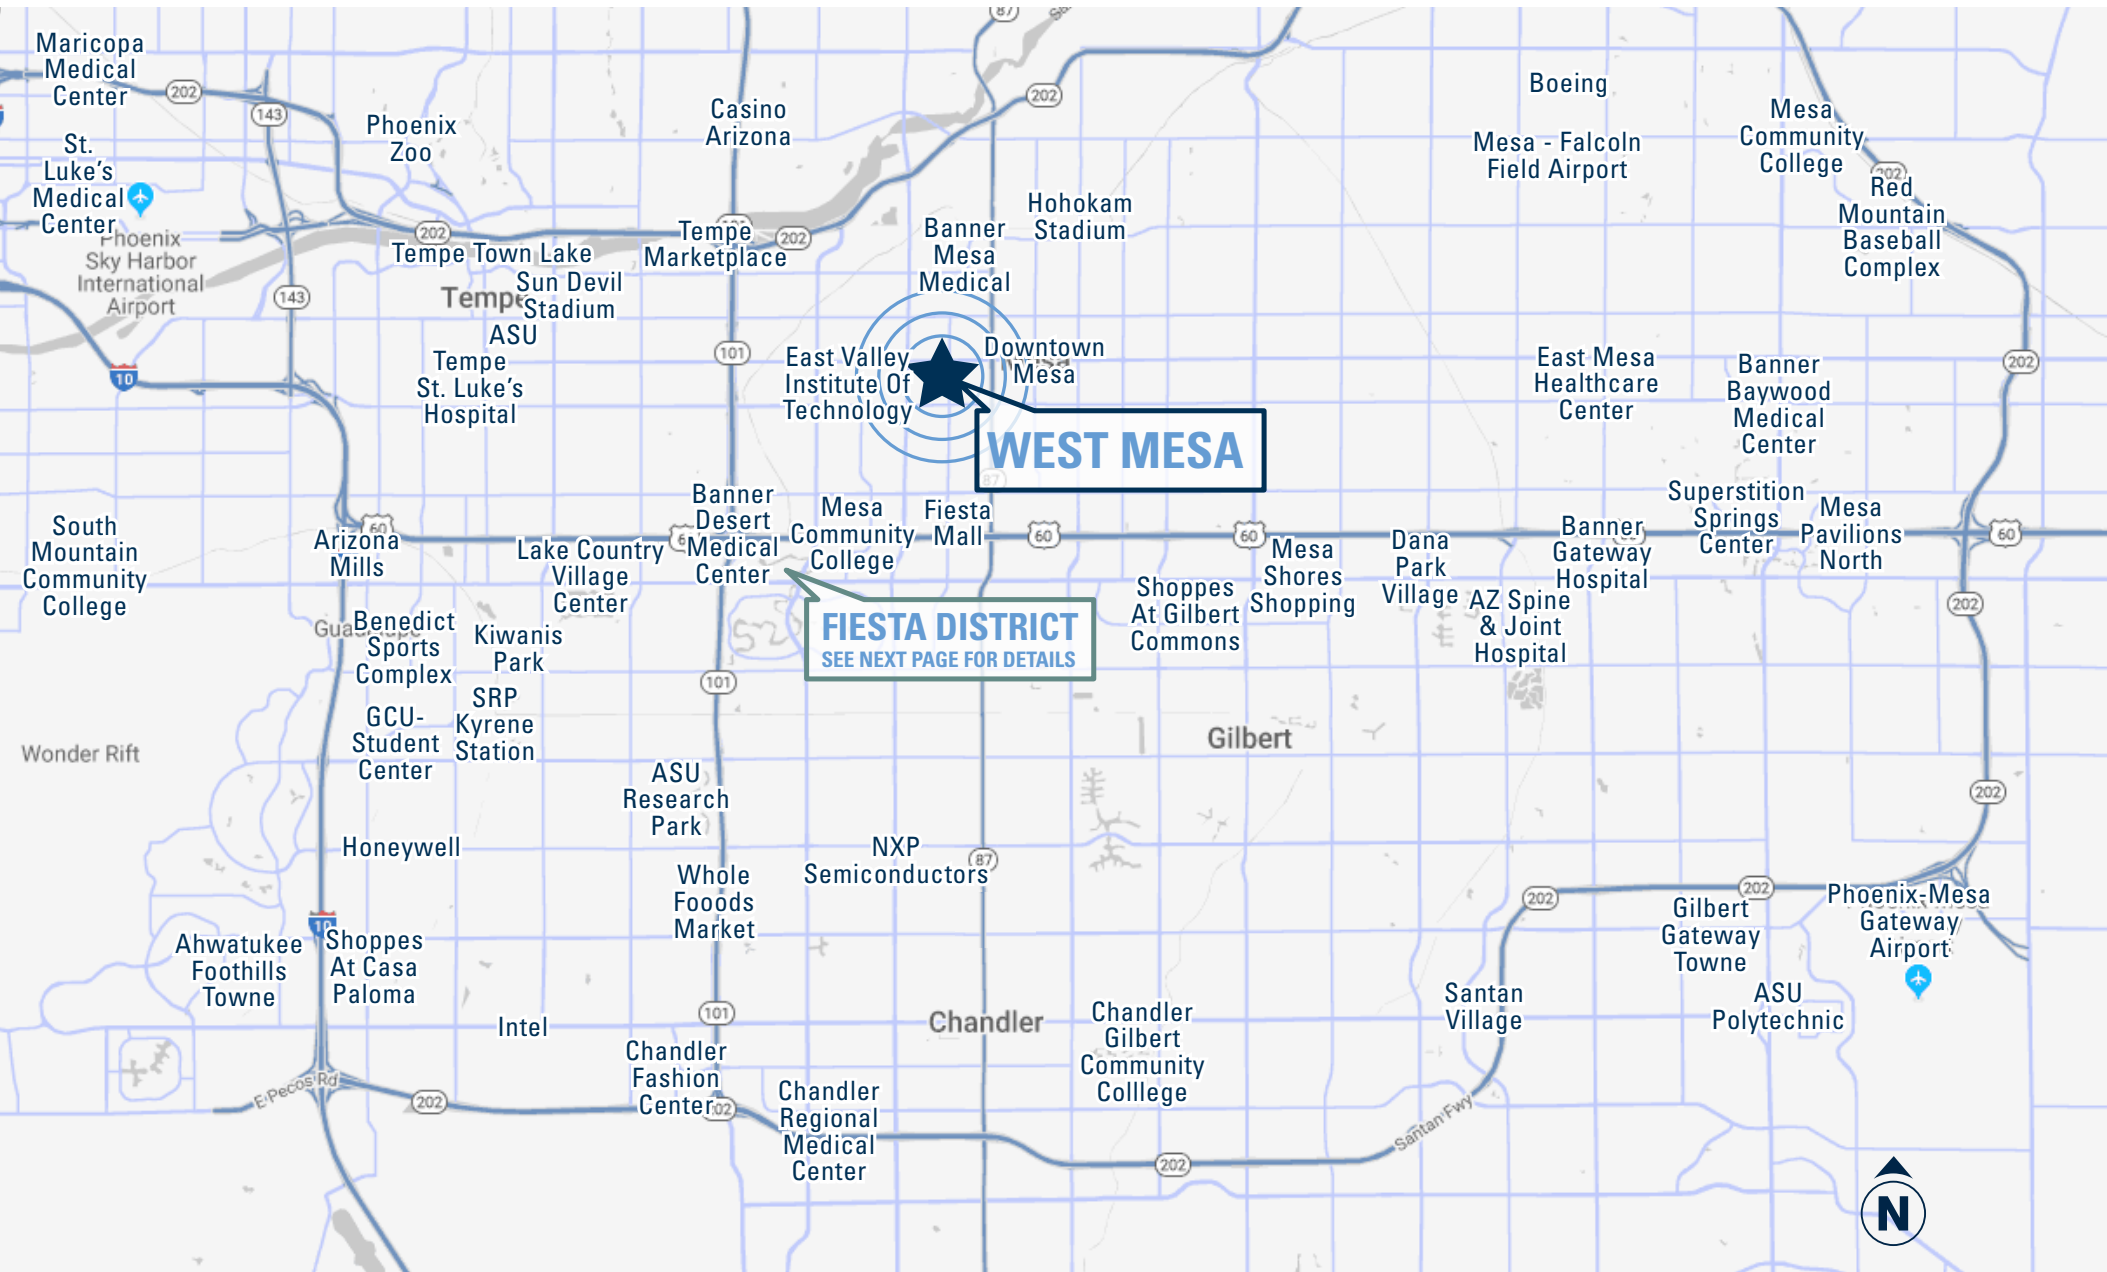 87
Maricopa
Medical
Center
202
143
Phoenix
Zoo
Casino
Arizona
202
Boeing
Mesa - Falcoln
Field Airport
Mesa
Community
College
202
Red
Mountain
Baseball
Complex
St.
Luke's
Medical
Center
Phoenix
Sky Harbor
International
Airport
202
Tempe Town Lake
Tempe
Marketplace
202
Banner
Mesa
Medical
Hohokam
Stadium
143
Tempe
Sun Devil
Stadium
ASU
Tempe
St. Luke's
Hospital
10
101
East Valley
Institute Of
Technology
Downtown
Mesa
WEST MESA
87
East Mesa
Healthcare
Center
Banner
Baywood
Medical
Center
202
South
Mountain
Community
College
60
Arizona
Mills
Lake Country
Village
Center
Banner
Desert
Medical
Center
Mesa
Community
College
Fiesta
Mall
60
60
Mesa
Shores
Shopping
Dana
Park
Village
Banner
Gateway
Hospital
Superstition
Springs
Center
Mesa
Pavilions
North
60
FIESTA DISTRICT
SEE NEXT PAGE FOR DETAILS
Shoppes
At Gilbert
Commons
AZ Spine
& Joint
Hospital
202
Benedict
Sports
Complex
Kiwanis
Park
101
GCU-
Student
Center
SRP
Kyrene
Station
Wonder Rift
Gilbert
ASU
Research
Park
202
Honeywell
NXP
Semiconductors
87
Whole
Fooods
Market
202
202
Phoenix-Mesa
Gateway
Airport
Gilbert
Gateway
Towne
10
Ahwatukee
Foothills
Towne
Shoppes
At Casa
Paloma
Intel
101
Chandler
Chandler
Gilbert
Community
Colllege
Santan
Village
ASU
Polytechnic
E Pecos Rd
202
Chandler
Fashion
Center
202
Chandler
Regional
Medical
Center
202
Santan Fwy
N